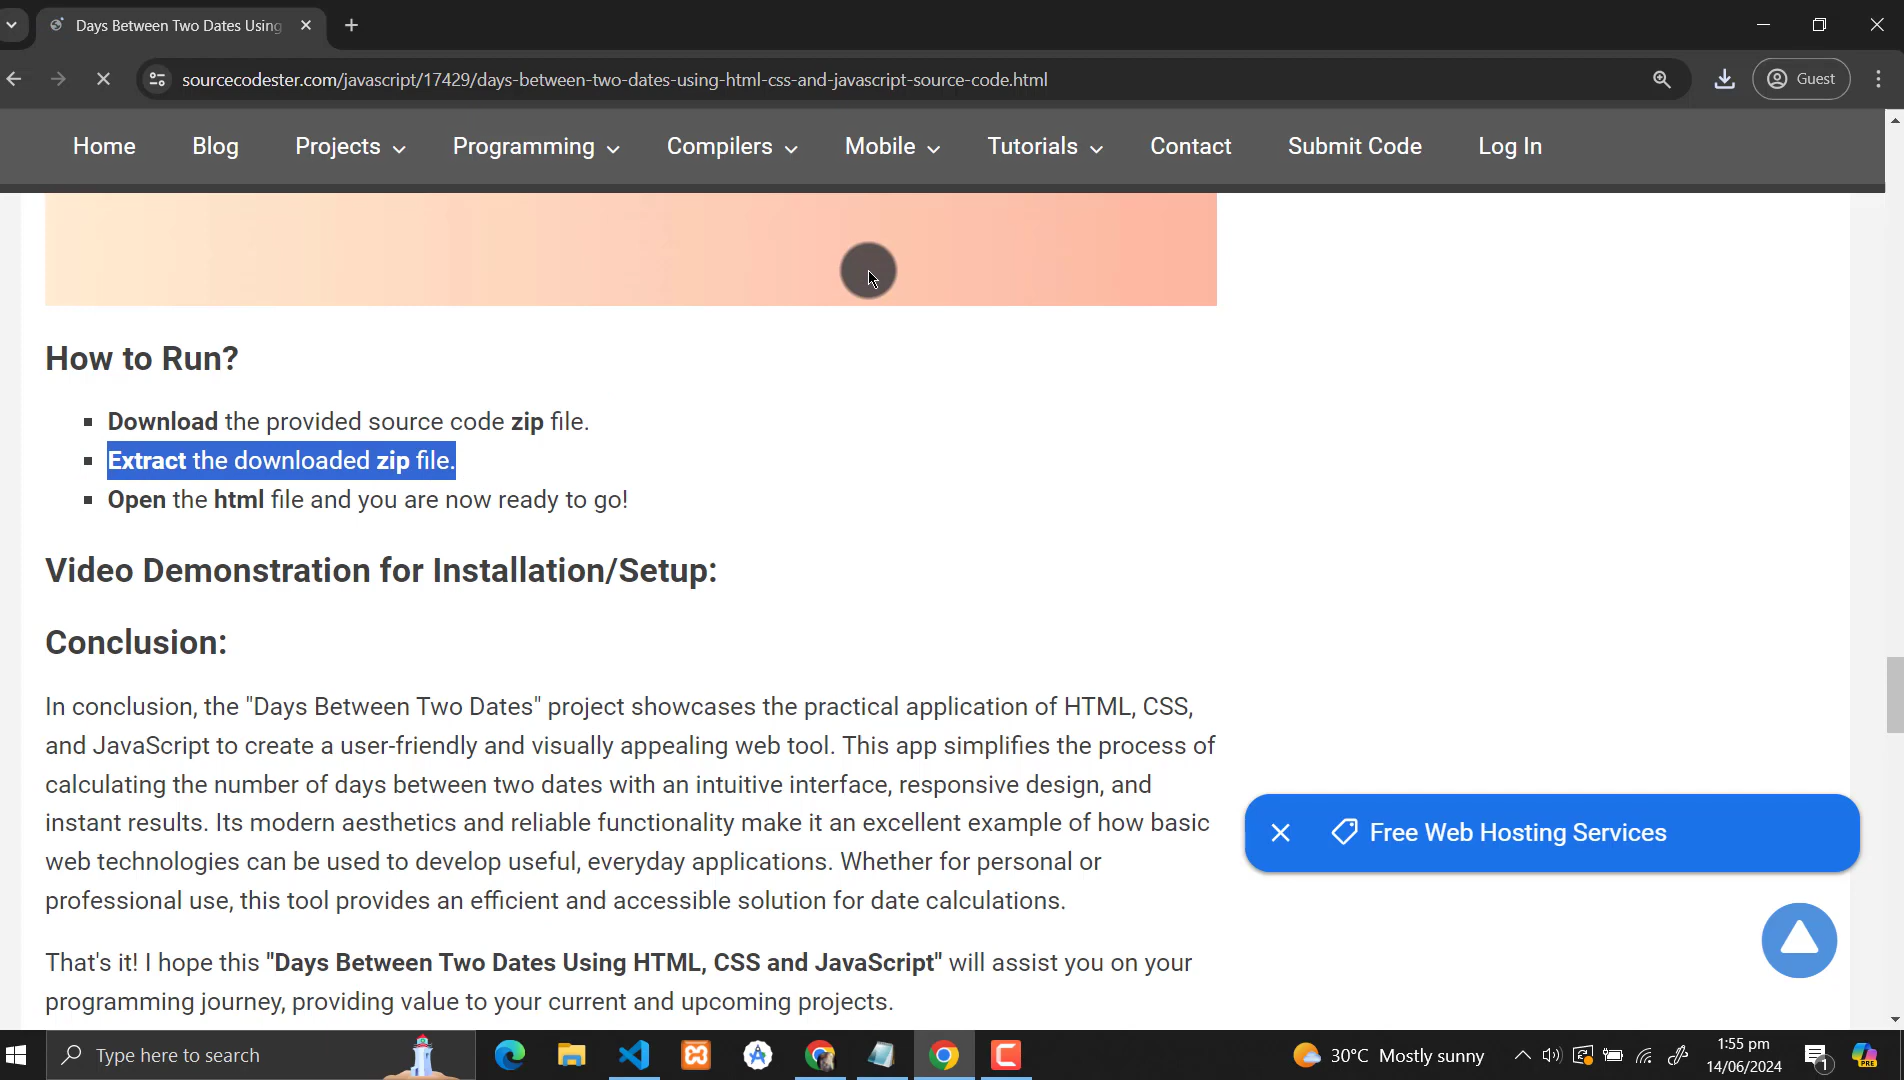 Days Between Two Dates Using
sourcecodester.com/javascript/17429/days-between-two-dates-using-html-css-and-javascript-source-code.html
Guest
Home Blog Projects Programming Compilers Mobile Tutorials Contact Submit Code Log In
How to Run?
Download the provided source code zip file.
Extract the downloaded zip file.
Open the html file and you are now ready to go!
Video Demonstration for Installation/Setup:
Conclusion:
In conclusion, the "Days Between Two Dates" project showcases the practical application of HTML, CSS,
and JavaScript to create a user-friendly and visually appealing web tool. This app simplifies the process of
calculating the number of days between two dates with an intuitive interface, responsive design, and
instant results. Its modern aesthetics and reliable functionality make it an excellent example of how basic
web technologies can be used to develop useful, everyday applications. Whether for personal or
professional use, this tool provides an efficient and accessible solution for date calculations.
Free Web Hosting Services
That's it! I hope this "Days Between Two Dates Using HTML, CSS and JavaScript" will assist you on your
programming journey, providing value to your current and upcoming projects.
Type here to search
30°C Mostly sunny
1:55 pm
14/06/2024
1
PRE